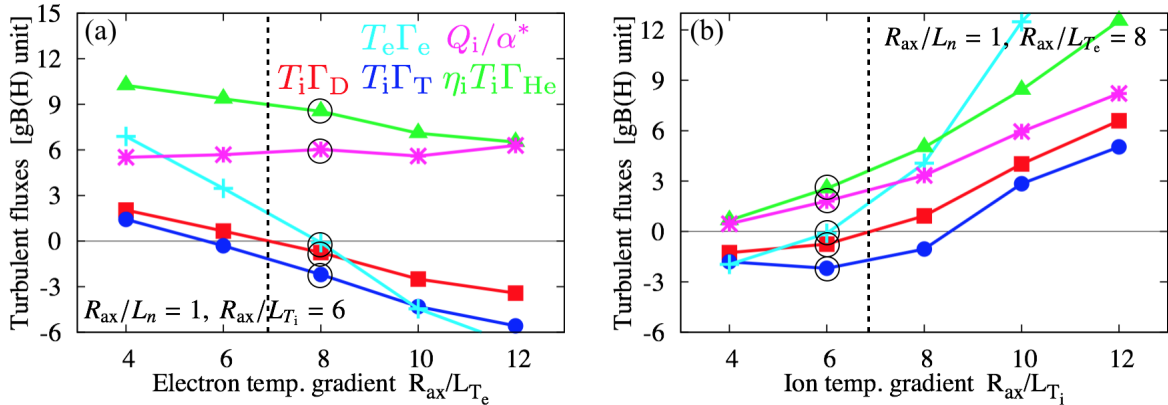 (a)
TeΓe Qi/α*
TiΓD TiΓT ηiTiΓHe
Turbulent fluxes [gB(H) unit]
15
12
9
6
3
0
-3
-6
Rax/Ln = 1, Rax/LTi = 6
4 6 8 10 12
Electron temp. gradient Rax/LTe
(b)
Rax/Ln = 1, Rax/LTe = 8
Turbulent fluxes [gB(H) unit]
12
9
6
3
0
-3
-6
4 6 8 10 12
Ion temp. gradient Rax/LTi